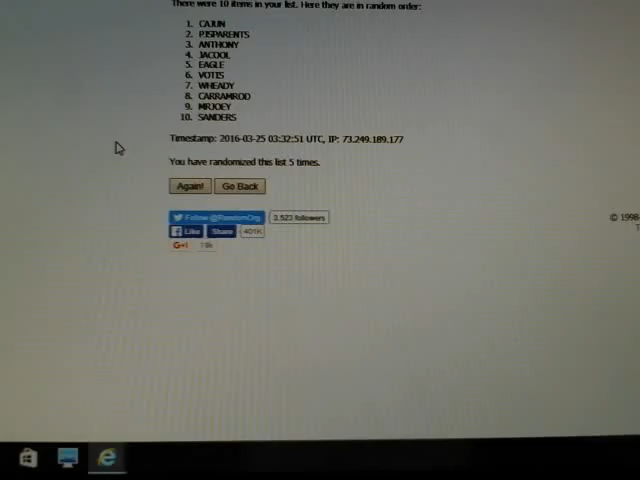 There were 10 items in your list. Here they are in random order:
1. CAJUN
2. PJSPARENTS
3. ANTHONY
4. JACOOL
5. EAGLE
6. VOTIS
7. WHEADY
8. CARRAMROD
9. MRJOEY
10. SANDERS
Timestamp: 2016-03-25 03:32:51 UTC, IP: 73.249.189.177
You have randomized this list 5 times.
Again! Go Back
Follow @RandomOrg 3,523 followers
Like Share 401K
G+1 18k
© 1998-